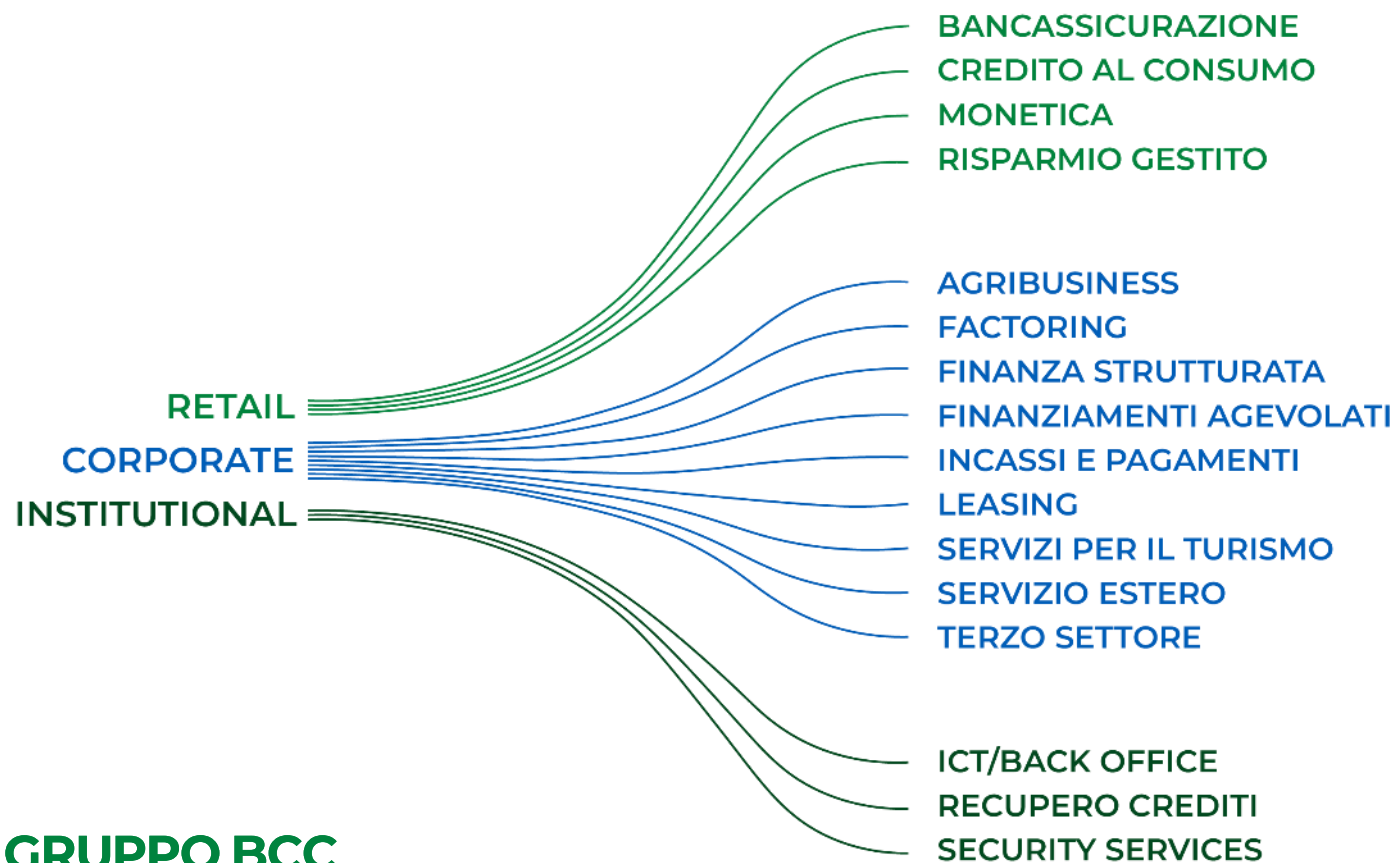 BANCASSICURAZIONE
CREDITO AL CONSUMO
MONETICA
RISPARMIO GESTITO
AGRIBUSINESS
FACTORING
FINANZA STRUTTURATA
RETAIL
FINANZIAMENTI AGEVOLATI
CORPORATE
INCASSI E PAGAMENTI
LEASING
INSTITUTIONAL
SERVIZI PER IL TURISMO
SERVIZIO ESTERO
TERZO SETTORE
ICT/BACK OFFICE
RECUPERO CREDITI
SECURITY SERVICES
GRUPPO BCC